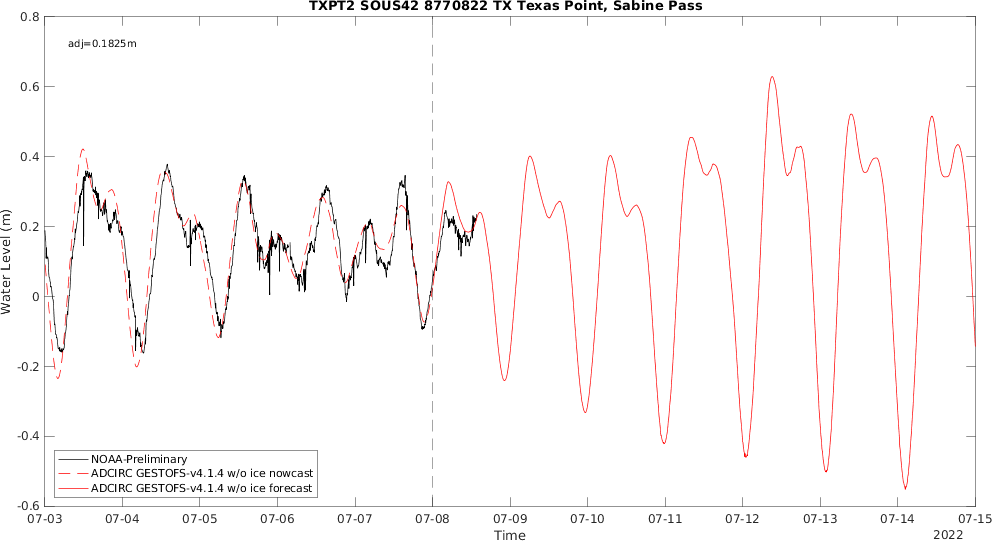 TXPT2 SOUS42 8770822 TX Texas Point, Sabine Pass
adj=0.1825m
0.8
0.6
0.4
0.2
0
-0.2
-0.4
-0.6
Water Level (m)
NOAA-Preliminary
ADCIRC GESTOFS-v4.1.4 w/o ice nowcast
ADCIRC GESTOFS-v4.1.4 w/o ice forecast
07-03 07-04 07-05 07-06 07-07 07-08 07-09 07-10 07-11 07-12 07-13 07-14 07-15
Time
2022